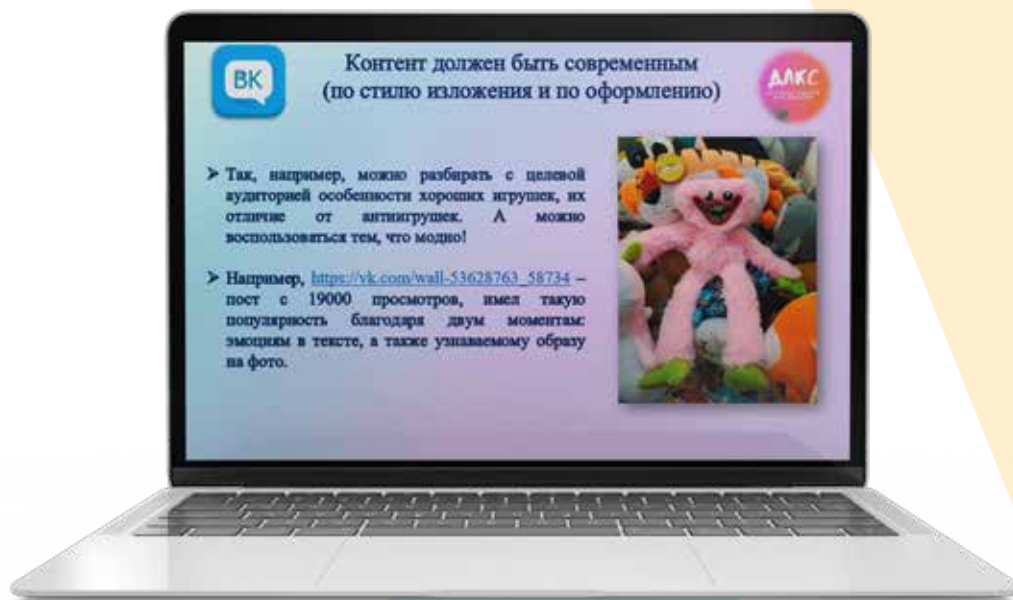 ВК
Контент должен быть современным
(по стилю изложения и по оформлению)
ДЛКС
➤ Так, например, можно разбирать с целевой
аудиторией особенности хороших игрушек, их
отличие от антиигрушек. А можно
воспользоваться тем, что модно!
➤ Например, https://vk.com/wall-53628763_58734 –
пост с 19000 просмотров, имел такую
популярность благодаря двум моментам:
эмоциям в тексте, а также узнаваемому образу
на фото.